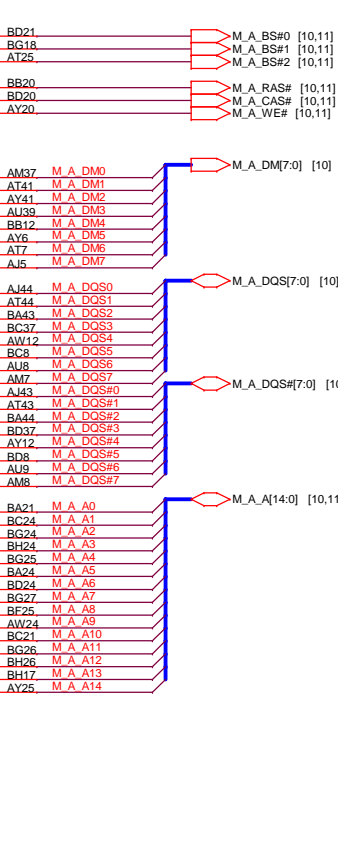 BD21 M_A_BS#0 [10,11]
BG18 M_A_BS#1 [10,11]
AT25 M_A_BS#2 [10,11]
BB20 M_A_RAS# [10,11]
BD20 M_A_CAS# [10,11]
AY20 M_A_WE# [10,11]
M_A_DM[7:0] [10]
AM37 M_A_DM0
AT41 M_A_DM1
AY41 M_A_DM2
AU39 M_A_DM3
BB12 M_A_DM4
AY6 M_A_DM5
AT7 M_A_DM6
AJ5 M_A_DM7
M_A_DQS[7:0] [10]
AJ44 M_A_DQS0
AT44 M_A_DQS1
BA43 M_A_DQS2
BC37 M_A_DQS3
AW12 M_A_DQS4
BC8 M_A_DQS5
AU8 M_A_DQS6
AM7 M_A_DQS7
M_A_DQS#[7:0] [10
AJ43 M_A_DQS#0
AT43 M_A_DQS#1
BA44 M_A_DQS#2
BD37 M_A_DQS#3
AY12 M_A_DQS#4
BD8 M_A_DQS#5
AU9 M_A_DQS#6
AM8 M_A_DQS#7
M_A_A[14:0] [10,11
BA21 M_A_A0
BC24 M_A_A1
BG24 M_A_A2
BH24 M_A_A3
BG25 M_A_A4
BA24 M_A_A5
BD24 M_A_A6
BG27 M_A_A7
BF25 M_A_A8
AW24 M_A_A9
BC21 M_A_A10
BG26 M_A_A11
BH26 M_A_A12
BH17 M_A_A13
AY25 M_A_A14